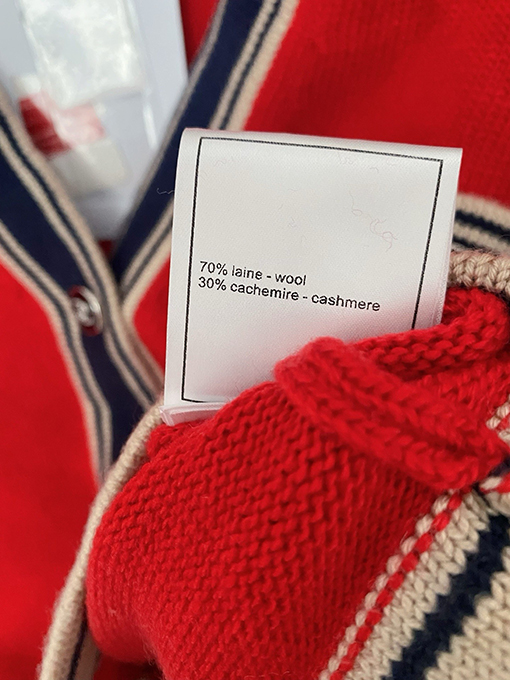 70% laine - wool
30% cachemire - cashmere